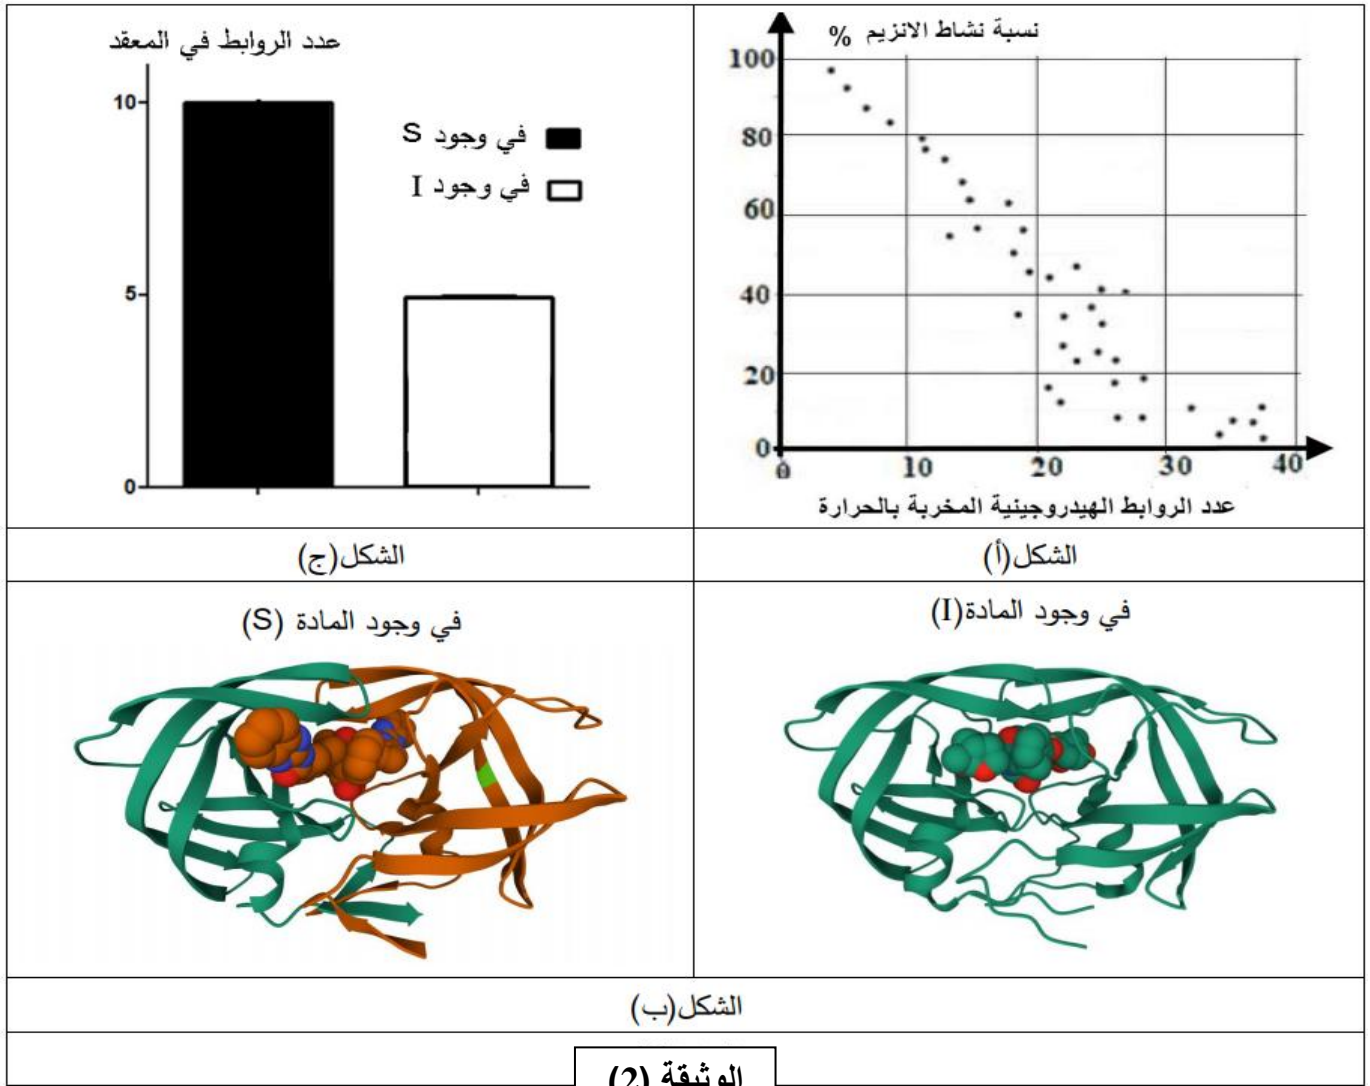 نسبة نشاط الانزيم %
100
80
60
40
20
0
0 10 20 30 40
عدد الروابط الهيدروجينية المخربة بالحرارة
الشكل(أ)
عدد الروابط في المعقد
10
5
0
في وجود S
في وجود I
الشكل(ج)
في وجود المادة(I)
في وجود المادة (S)
الشكل(ب)
الوثيقة (2)